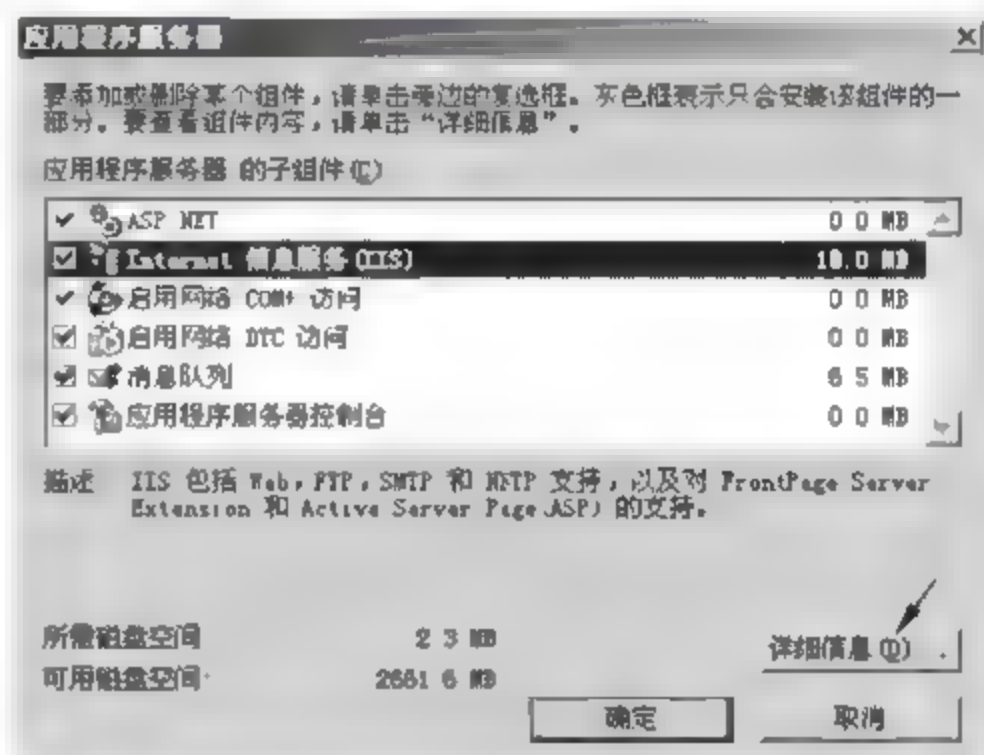 应用程序服务器
要添加或删除某个组件，请单击旁边的复选框。灰色框表示只会安装该组件的一
部分。要查看组件内容，请单击“详细信息”。
应用程序服务器 的子组件(C)
ASP NET 0 0 MB
Internet 信息服务(IIS) 18.0 MB
启用网络 COM+ 访问 0 0 MB
启用网络 DTC 访问 0 0 MB
消息队列 6 5 MB
应用程序服务器控制台 0 0 MB
描述 IIS 包括 Web，FTP，SMTP 和 NNTP 支持，以及对 FrontPage Server
Extension 和 Active Server Page ASP) 的支持。
所需磁盘空间 2 3 MB
可用磁盘空间 2661 6 MB
详细信息(D) .
确定 取消